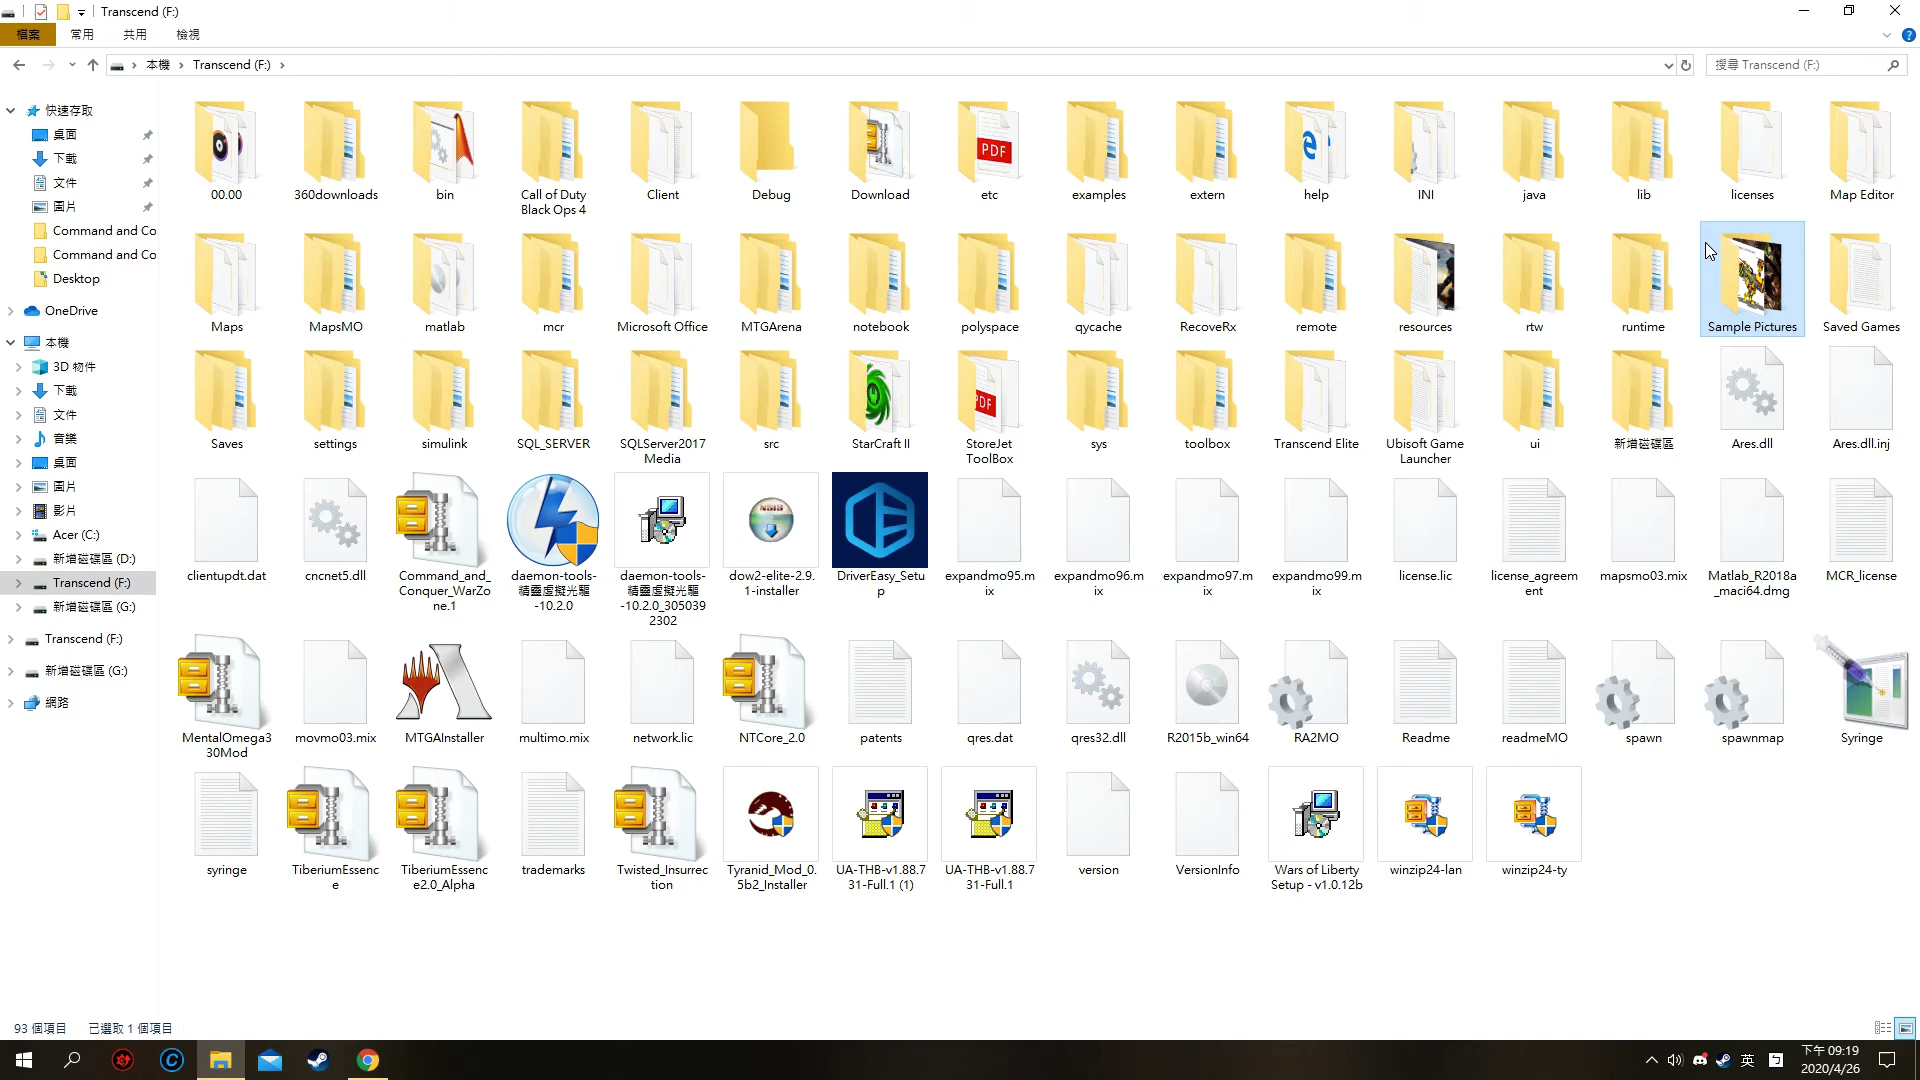 Transcend (F:)
檔案 常用 共用 檢視
本機 Transcend (F:) 搜尋 Transcend (F:)
快速存取
桌面
下載
文件
圖片
Command and Co
Command and Co
Desktop
OneDrive
本機
3D 物件
下載
文件
音樂
桌面
圖片
影片
Acer (C:)
新增磁碟區 (D:)
Transcend (F:)
新增磁碟區 (G:)
Transcend (F:)
新增磁碟區 (G:)
網路
00.00
360downloads
bin
Call of Duty
Black Ops 4
Client
Debug
Download
PDF
etc
examples
extern
help
INI
java
lib
licenses
Map Editor
Maps
MapsMO
matlab
mcr
Microsoft Office
MTGArena
notebook
polyspace
qycache
RecoveRx
remote
resources
rtw
runtime
Sample Pictures
Saved Games
Saves
settings
simulink
SQL_SERVER
SQLServer2017
Media
src
StarCraft II
PDF
StoreJet
ToolBox
sys
toolbox
Transcend Elite
Ubisoft Game
Launcher
ui
新增磁碟區
Ares.dll
Ares.dll.inj
clientupdt.dat
cncnet5.dll
Command_and_
Conquer_WarZo
ne.1
daemon-tools-
精靈虛擬光驅
-10.2.0
daemon-tools-
精靈虛擬光驅
-10.2.0_305039
2302
NSIS
dow2-elite-2.9.
1-installer
DriverEasy_Setu
p
expandmo95.m
ix
expandmo96.m
ix
expandmo97.m
ix
expandmo99.m
ix
license.lic
license_agreem
ent
mapsmo03.mix
Matlab_R2018a
_maci64.dmg
MCR_license
MentalOmega3
30Mod
movmo03.mix
MTGAInstaller
multimo.mix
network.lic
NTCore_2.0
patents
qres.dat
qres32.dll
R2015b_win64
RA2MO
Readme
readmeMO
spawn
spawnmap
Syringe
syringe
TiberiumEssenc
e
TiberiumEssenc
e2.0_Alpha
trademarks
Twisted_Insurrec
tion
Tyranid_Mod_0.
5b2_Installer
UA-THB-v1.88.7
31-Full.1 (1)
UA-THB-v1.88.7
31-Full.1
version
VersionInfo
Wars of Liberty
Setup - v1.0.12b
winzip24-lan
winzip24-ty
93 個項目 已選取 1 個項目
英
下午 09:19
2020/4/26